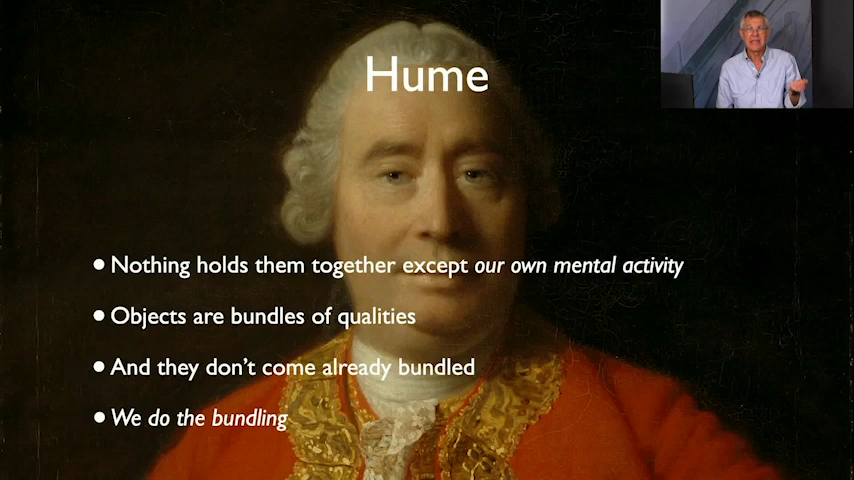 Hume
• Nothing holds them together except our own mental activity
• Objects are bundles of qualities
• And they don't come already bundled
• We do the bundling